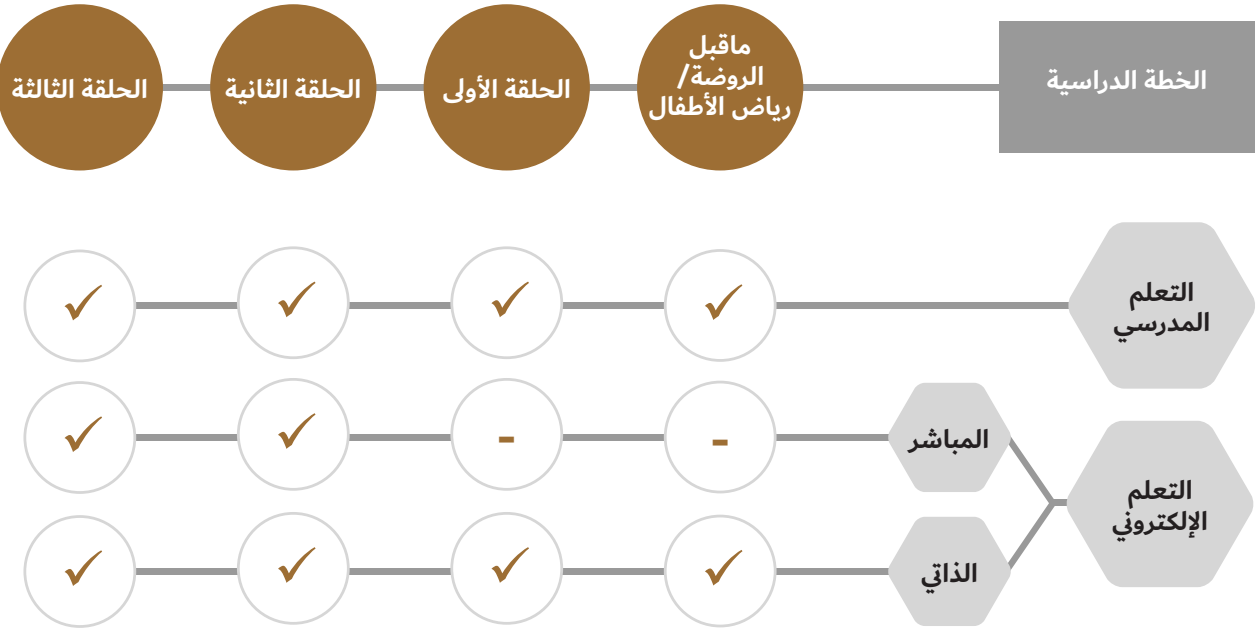 الخطة الدراسية
ماقبل
الروضة/
رياض الأطفال
الحلقة الأولى
الحلقة الثانية
الحلقة الثالثة
التعلم
المدرسي
✓ ✓ ✓ ✓
التعلم
الإلكتروني
المباشر
- - ✓ ✓
الذاتي
✓ ✓ ✓ ✓